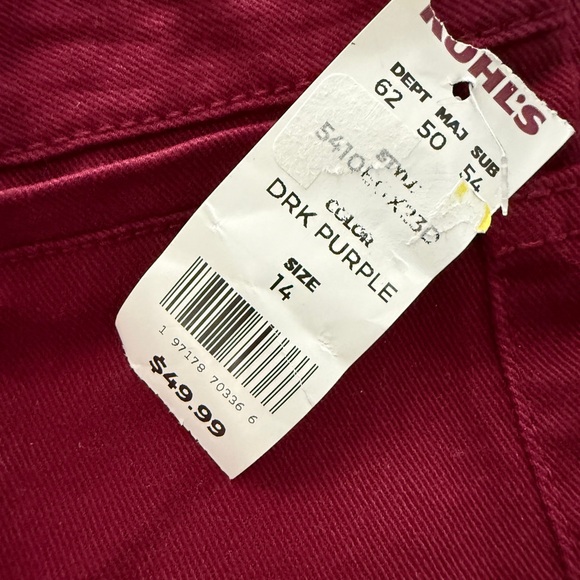 KOHL'S
DEPT MAJ SUB
62 50 54
STYLE
COLOR
DRK PURPLE
SIZE
14
1 97178 70336 6
$49.99